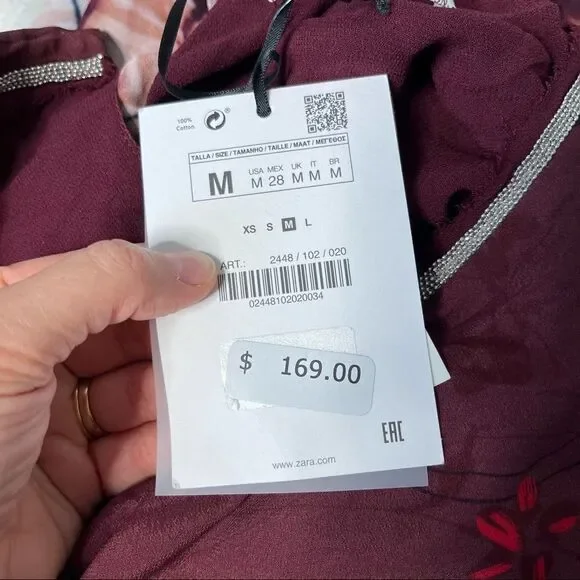 100%
Cotton
®
TALLA / SIZE / TAMANHO / TAILLE / MAAT / ΜΕΓΕΘΟΣ
M
USA MEX UK IT BR
M 28 M M M
XS S M L
ART.: 2448 / 102 / 020
02448102020034
$ 169.00
EAC
www.zara.com